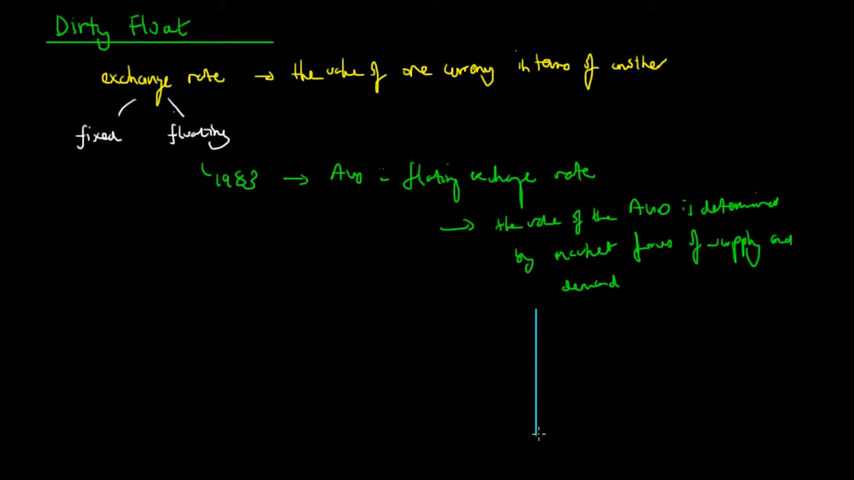 Dirty Float
exchange rate → the value of one currency in terms of another
fixed floating
1983 → AUD = floating exchange rate
→ the value of the AUD is determined
by market forces of supply and
demand